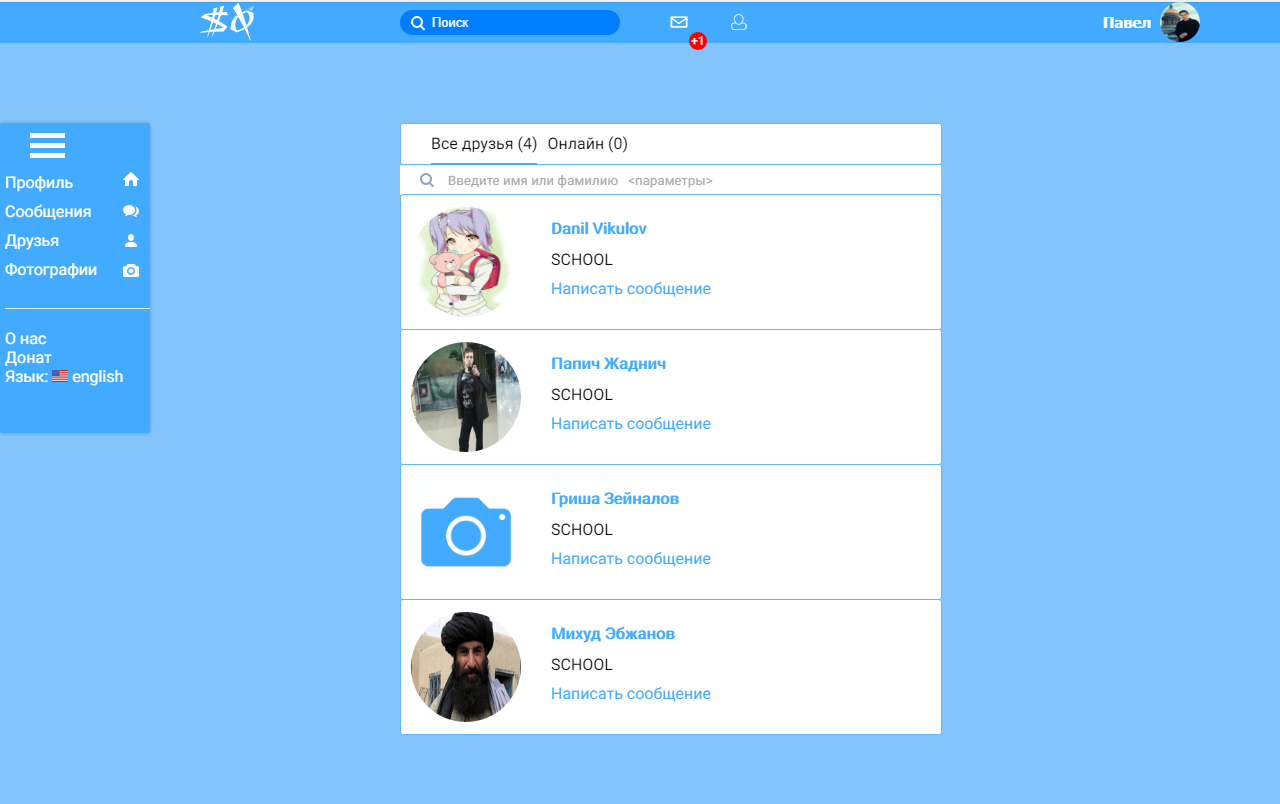 $0
Поиск
+1
Павел
Все друзья (4) Онлайн (0)
Введите имя или фамилию <параметры>
Профиль
Сообщения
Друзья
Фотографии
О нас
Донат
Язык: english
Danil Vikulov
SCHOOL
Написать сообщение
Папич Жаднич
SCHOOL
Написать сообщение
Гриша Зейналов
SCHOOL
Написать сообщение
Михуд Эбжанов
SCHOOL
Написать сообщение